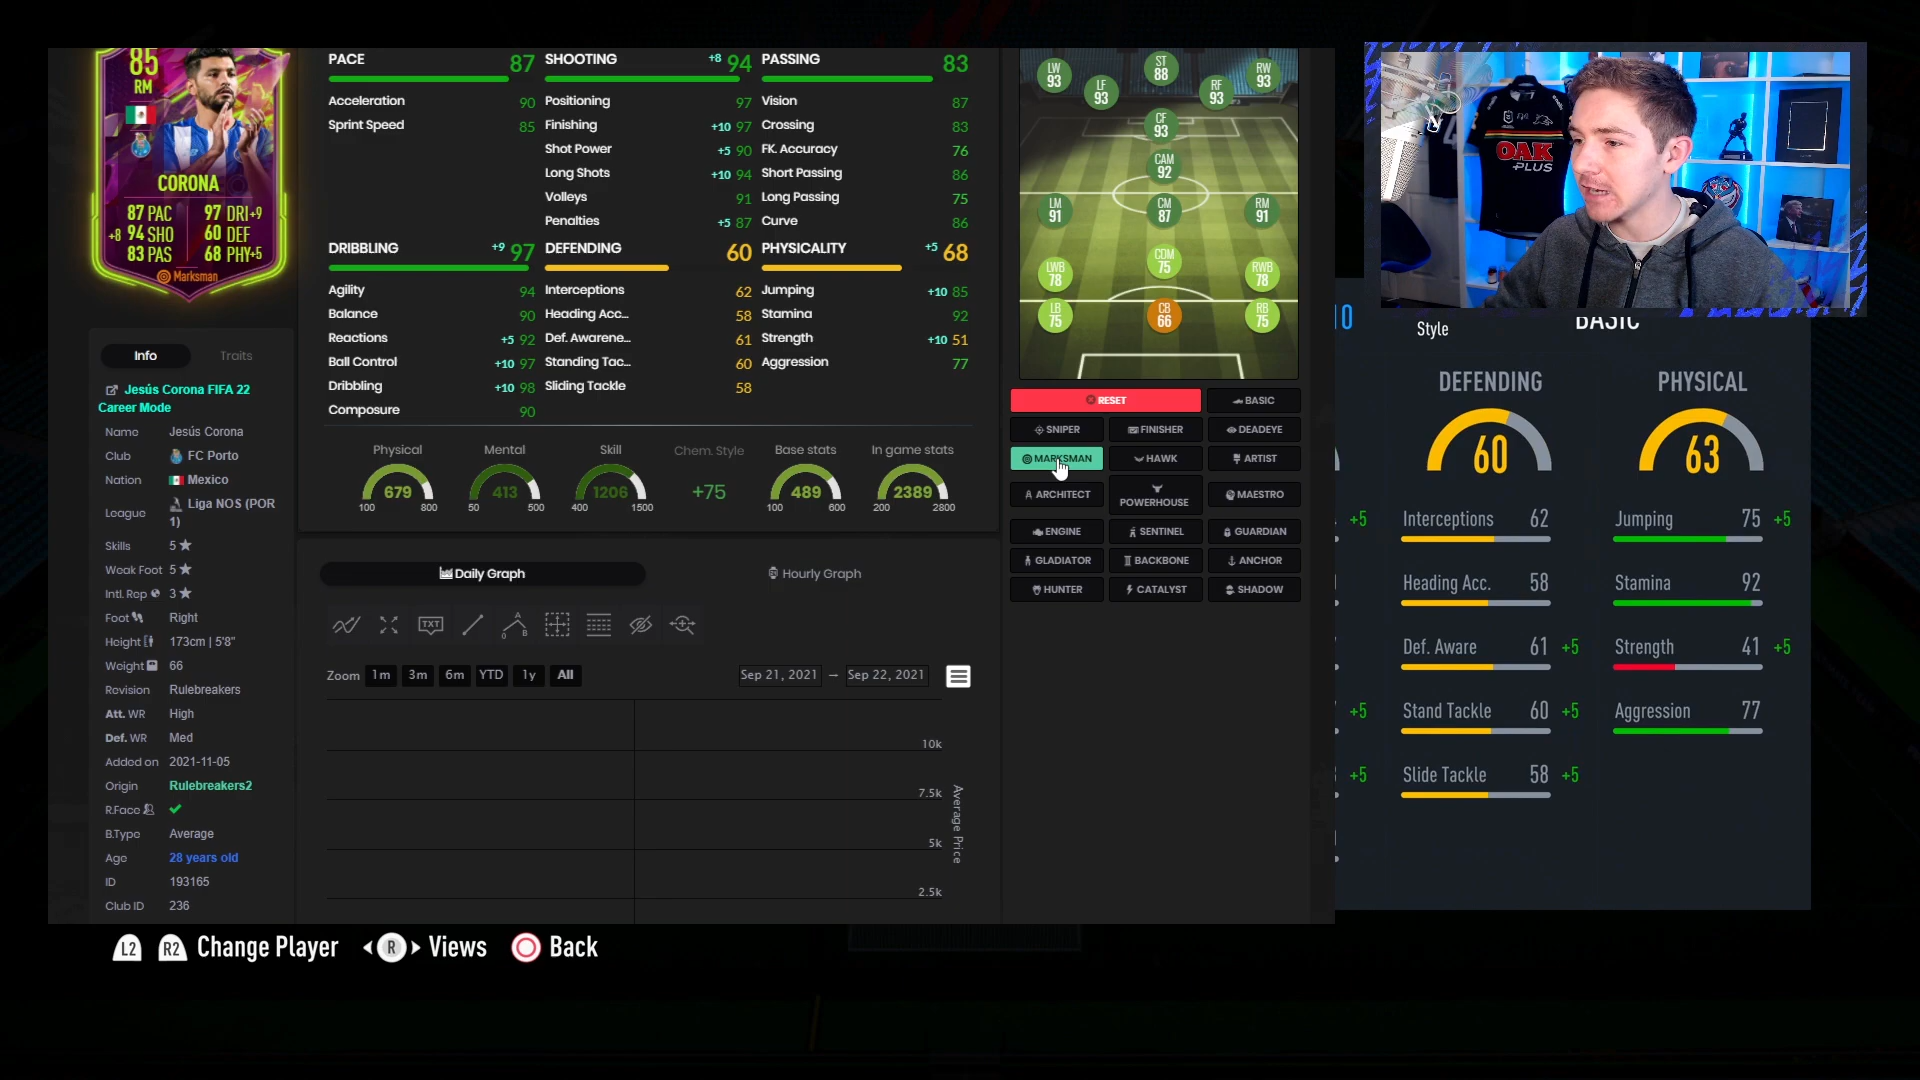 85
RM
CORONA
87 PAC 97 DRI+9
+8 94 SHO 60 DEF
83 PAS 68 PHY+5
Marksman
PACE 87
Acceleration 90
Sprint Speed 85
SHOOTING +8 94
Positioning 97
Finishing +10 97
Shot Power +5 90
Long Shots +10 94
Volleys 91
Penalties +5 87
PASSING 83
Vision 87
Crossing 83
FK. Accuracy 76
Short Passing 86
Long Passing 75
Curve 86
DRIBBLING +9 97
Agility 94
Balance 90
Reactions +5 92
Ball Control +10 97
Dribbling +10 98
Composure 90
DEFENDING 60
Interceptions 62
Heading Acc... 58
Def. Awarene... 61
Standing Tac... 60
Sliding Tackle 58
PHYSICALITY +5 68
Jumping +10 85
Stamina 92
Strength +10 51
Aggression 77
Physical 679 100 800
Mental 413 50 500
Skill 1206 400 1500
Chem. Style +75
Base stats 489 100 600
In game stats 2389 200 2800
LW 93
ST 88
RW 93
LF 93
RF 93
CF 93
CAM 92
LM 91
CM 87
RM 91
CDM 75
LWB 78
RWB 78
LB 75
CB 66
RB 75
RESET BASIC
SNIPER FINISHER DEADEYE
MARKSMAN HAWK ARTIST
ARCHITECT POWERHOUSE MAESTRO
ENGINE SENTINEL GUARDIAN
GLADIATOR BACKBONE ANCHOR
HUNTER CATALYST SHADOW
Info Traits
Jesús Corona FIFA 22
Career Mode
Name Jesús Corona
Club FC Porto
Nation Mexico
League Liga NOS (POR
1)
Skills 5
Weak Foot 5
Intl. Rep 3
Foot Right
Height 173cm | 5'8"
Weight 66
Revision Rulebreakers
Att. WR High
Def. WR Med
Added on 2021-11-05
Origin Rulebreakers2
R.Face
B.Type Average
Age 28 years old
ID 193165
Club ID 236
Daily Graph Hourly Graph
TXT
A
0 B
Zoom 1m 3m 6m YTD 1y All Sep 21, 2021 → Sep 22, 2021
10k
7.5k
5k
2.5k
Average Price
OAK
PLUS
10 Style BASIC
DEFENDING
60
Interceptions 62
Heading Acc. 58
Def. Aware 61 +5
Stand Tackle 60 +5
Slide Tackle 58 +5
PHYSICAL
63
Jumping 75 +5
Stamina 92
Strength 41 +5
Aggression 77
+5
+5
+5
L2 R2 Change Player R Views Back